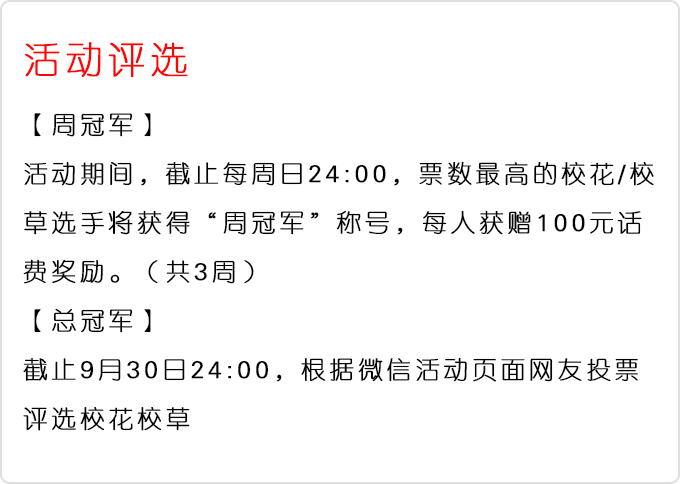 活动评选
【周冠军】
活动期间，截止每周日24:00，票数最高的校花/校
草选手将获得“周冠军”称号，每人获赠100元话
费奖励。（共3周）
【总冠军】
截止9月30日24:00，根据微信活动页面网友投票
评选校花校草